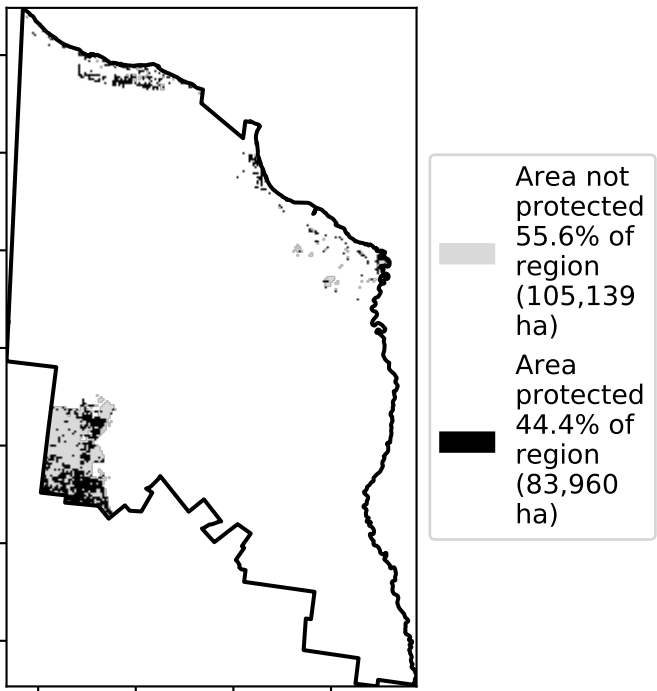 Area not
protected
55.6% of
region
(105,139
ha)
Area
protected
44.4% of
region
(83,960
ha)